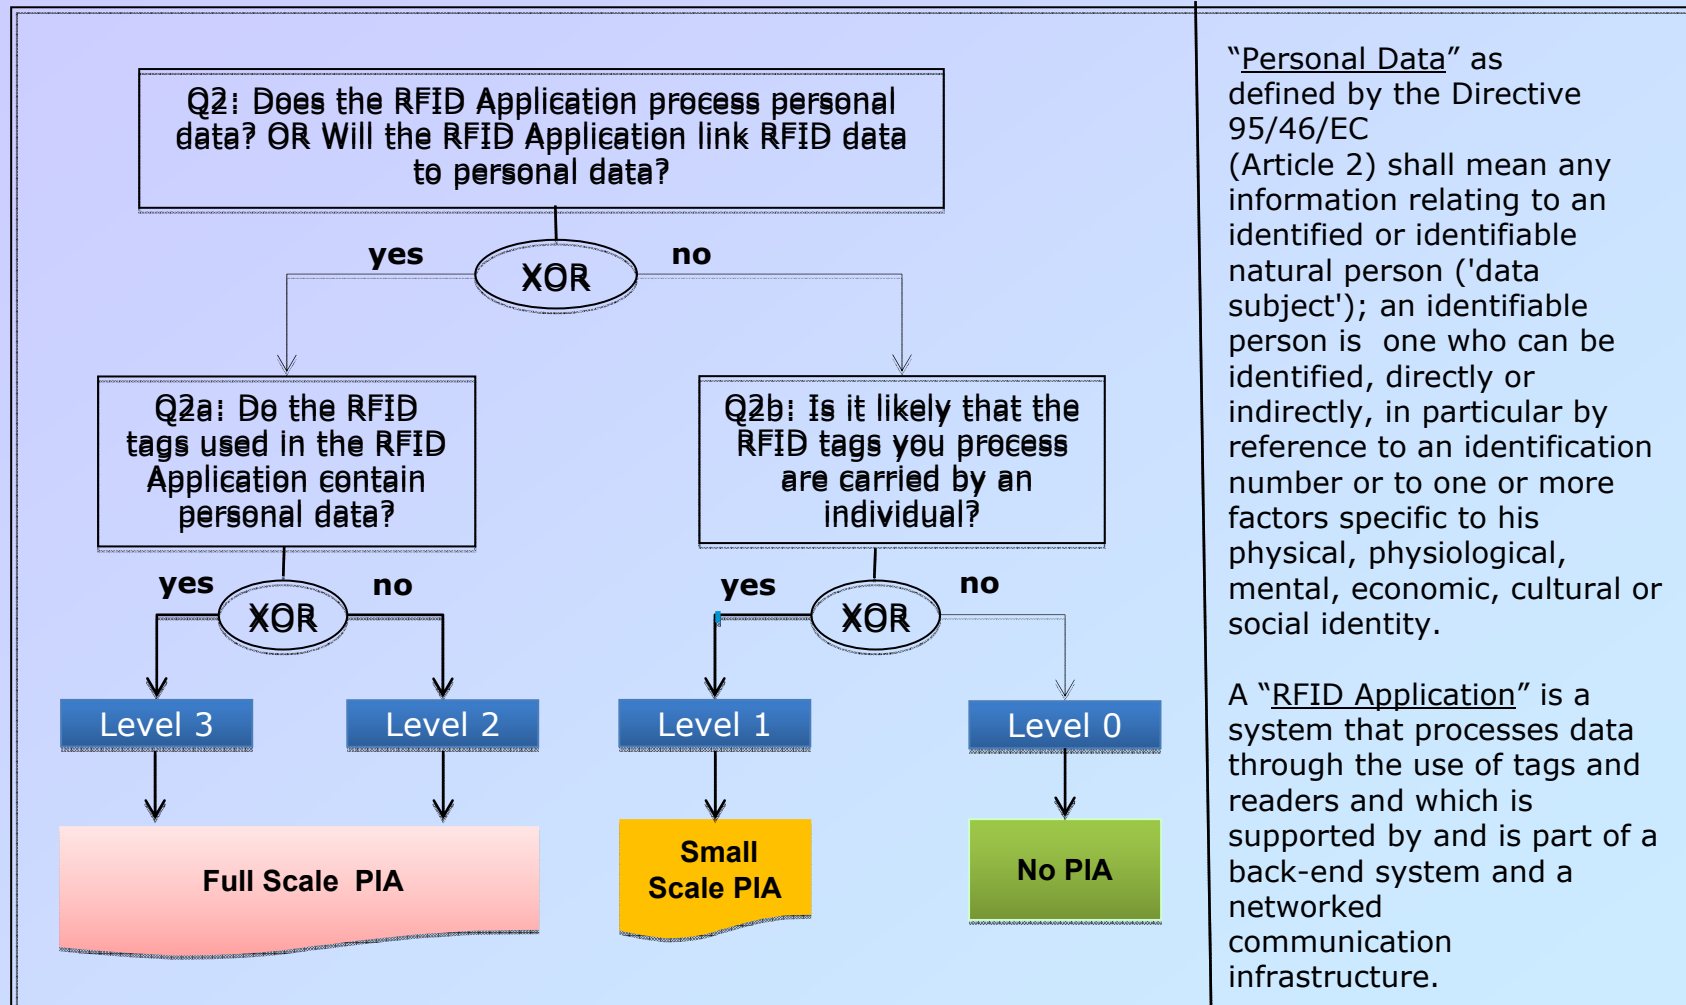 Q2: Does the RFID Application process personal
data? OR Will the RFID Application link RFID data
to personal data?
yes
no
XOR
Q2a: Do the RFID
tags used in the RFID
Application contain
personal data?
Q2b: Is it likely that the
RFID tags you process
are carried by an
individual?
yes
no
XOR
yes
no
XOR
Level 3
Level 2
Level 1
Level 0
Full Scale PIA
Small
Scale PIA
No PIA
“Personal Data” as
defined by the Directive
95/46/EC
(Article 2) shall mean any
information relating to an
identified or identifiable
natural person ('data
subject'); an identifiable
person is one who can be
identified, directly or
indirectly, in particular by
reference to an identification
number or to one or more
factors specific to his
physical, physiological,
mental, economic, cultural or
social identity.
A “RFID Application” is a
system that processes data
through the use of tags and
readers and which is
supported by and is part of a
back-end system and a
networked
communication
infrastructure.